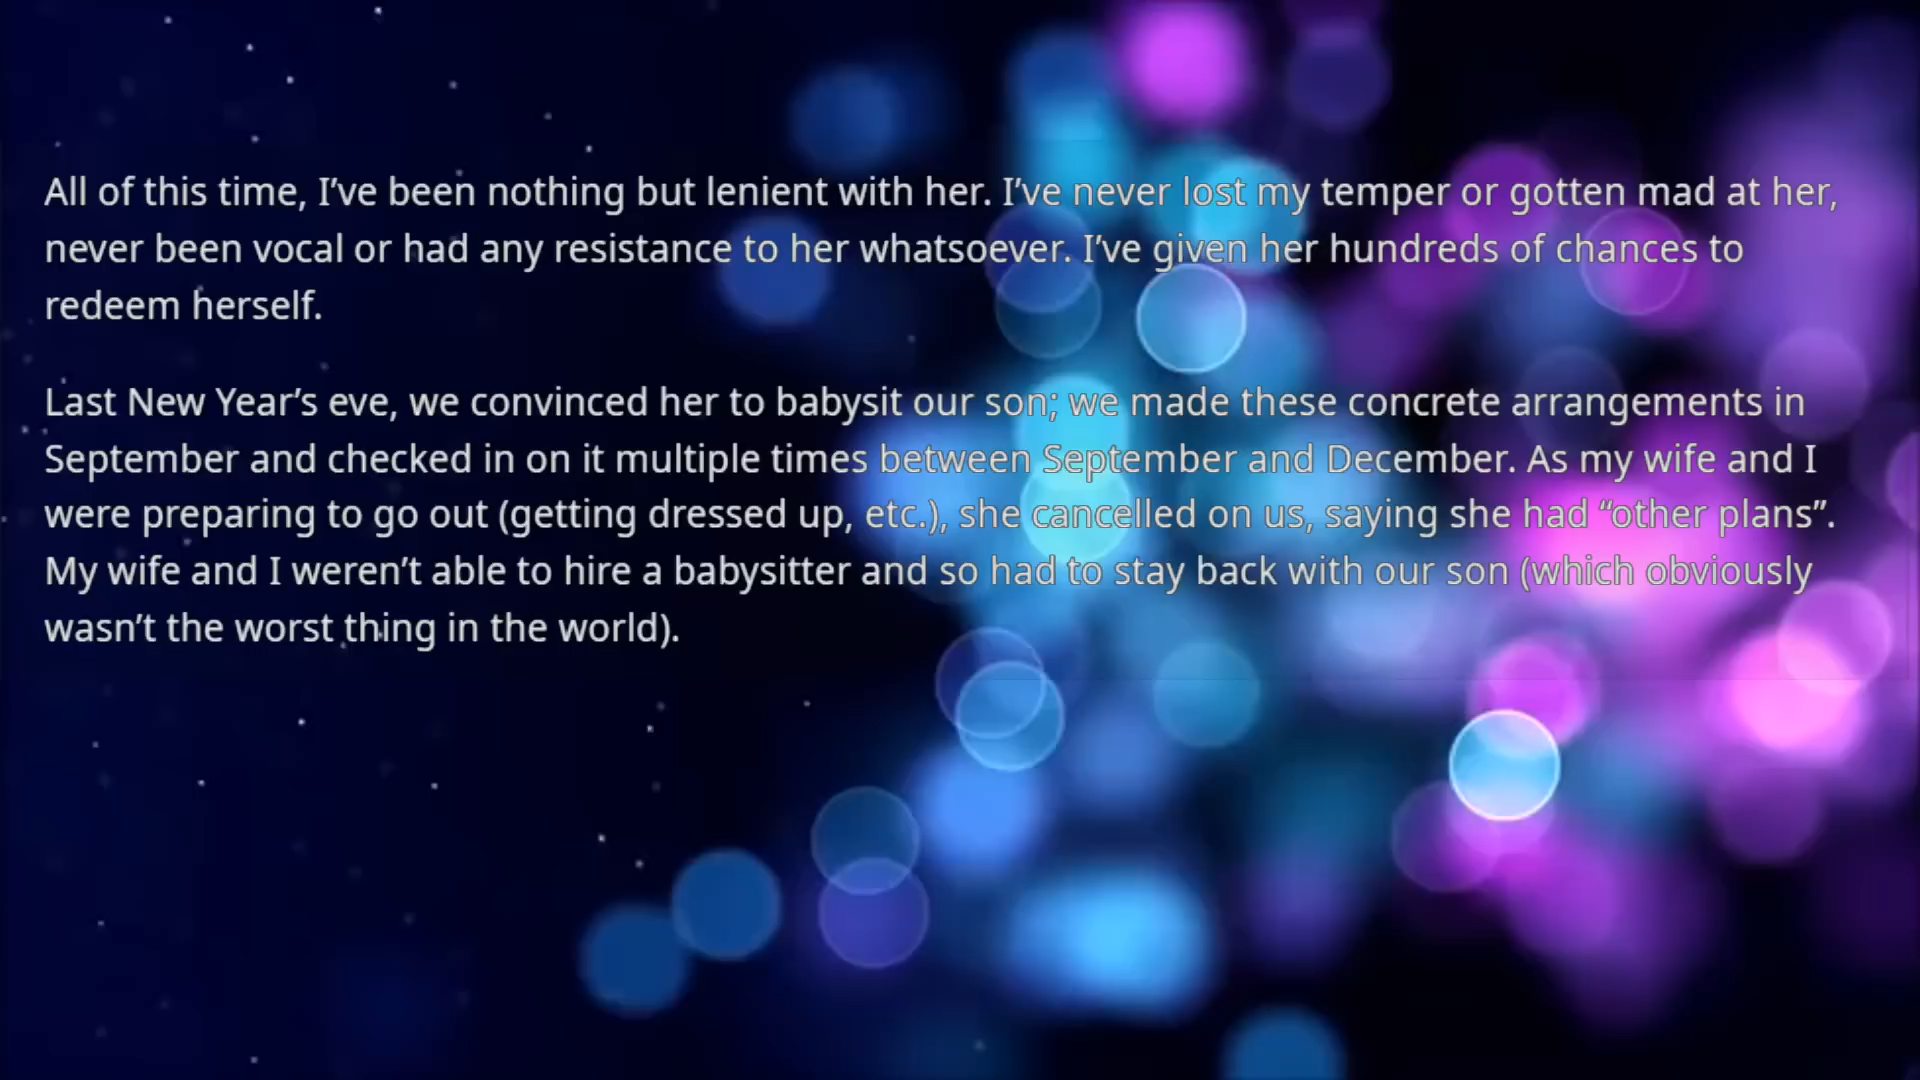 All of this time, I’ve been nothing but lenient with her. I’ve never lost my temper or gotten mad at her,
never been vocal or had any resistance to her whatsoever. I’ve given her hundreds of chances to
redeem herself.
Last New Year’s eve, we convinced her to babysit our son; we made these concrete arrangements in
September and checked in on it multiple times between September and December. As my wife and I
were preparing to go out (getting dressed up, etc.), she cancelled on us, saying she had “other plans”.
My wife and I weren’t able to hire a babysitter and so had to stay back with our son (which obviously
wasn’t the worst thing in the world).